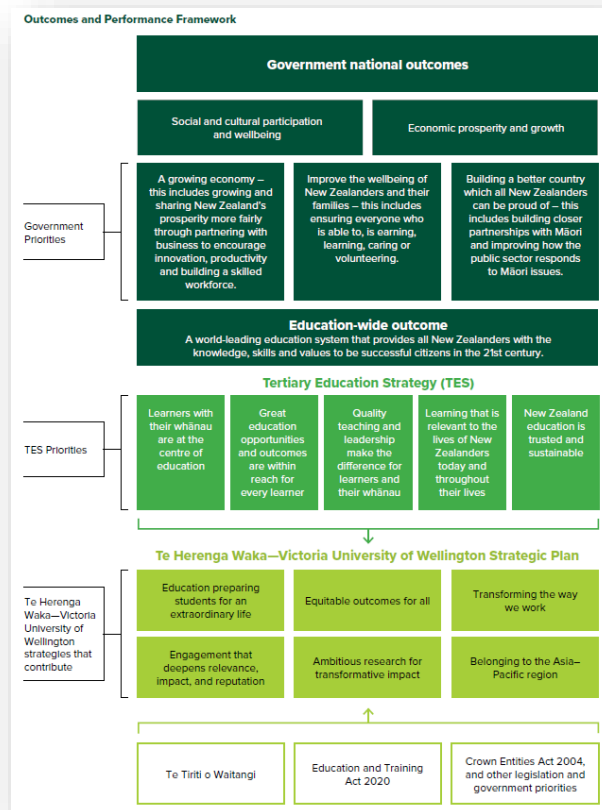 Outcomes and Performance Framework
Government national outcomes
Social and cultural participation
and wellbeing
Economic prosperity and growth
Government
Priorities
A growing economy –
this includes growing and
sharing New Zealand's
prosperity more fairly
through partnering with
business to encourage
innovation, productivity
and building a skilled
workforce.
Improve the wellbeing of
New Zealanders and their
families – this includes
ensuring everyone who
is able to, is earning,
learning, caring or
volunteering.
Building a better country
which all New Zealanders
can be proud of – this
includes building closer
partnerships with Māori
and improving how the
public sector responds
to Māori issues.
Education-wide outcome
A world-leading education system that provides all New Zealanders with the
knowledge, skills and values to be successful citizens in the 21st century.
Tertiary Education Strategy (TES)
TES Priorities
Learners with
their whānau
are at the
centre of
education
Great
education
opportunities
and outcomes
are within
reach for
every learner
Quality
teaching and
leadership
make the
difference for
learners and
their whānau
Learning that is
relevant to the
lives of New
Zealanders
today and
throughout
their lives
New Zealand
education is
trusted and
sustainable
Te Herenga Waka—Victoria University of Wellington Strategic Plan
Te Herenga
Waka—Victoria
University of
Wellington
strategies that
contribute
Education preparing
students for an
extraordinary life
Equitable outcomes for all
Transforming the way
we work
Engagement that
deepens relevance,
impact, and reputation
Ambitious research for
transformative impact
Belonging to the Asia–
Pacific region
Te Tiriti o Waitangi
Education and Training
Act 2020
Crown Entities Act 2004,
and other legislation and
government priorities